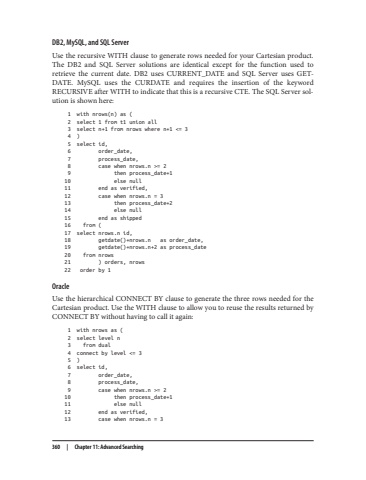 DB2, MySQL, and SQL Server
Use the recursive WITH clause to generate rows needed for your Cartesian product.
The DB2 and SQL Server solutions are identical except for the function used to
retrieve the current date. DB2 uses CURRENT_DATE and SQL Server uses GET-
DATE. MySQL uses the CURDATE and requires the insertion of the keyword
RECURSIVE after WITH to indicate that this is a recursive CTE. The SQL Server sol-
ution is shown here:
1 with nrows(n) as (
2 select 1 from t1 union all
3 select n+1 from nrows where n+1 <= 3
4 )
5 select id,
6 order_date,
7 process_date,
8 case when nrows.n >= 2
9 then process_date+1
10 else null
11 end as verified,
12 case when nrows.n = 3
13 then process_date+2
14 else null
15 end as shipped
16 from (
17 select nrows.n id,
18 getdate()+nrows.n as order_date,
19 getdate()+nrows.n+2 as process_date
20 from nrows
21 ) orders, nrows
22 order by 1
Oracle
Use the hierarchical CONNECT BY clause to generate the three rows needed for the
Cartesian product. Use the WITH clause to allow you to reuse the results returned by
CONNECT BY without having to call it again:
1 with nrows as (
2 select level n
3 from dual
4 connect by level <= 3
5 )
6 select id,
7 order_date,
8 process_date,
9 case when nrows.n >= 2
10 then process_date+1
11 else null
12 end as verified,
13 case when nrows.n = 3
360 | Chapter 11: Advanced Searching